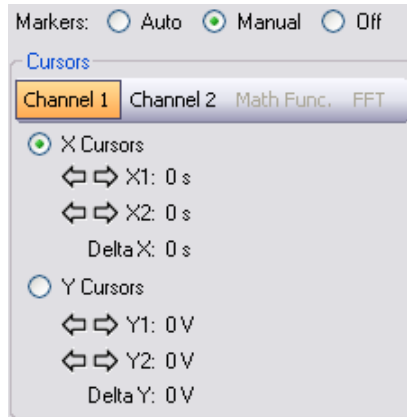 Markers: Auto Manual Off
Cursors
Channel 1 Channel 2 Math Func. FFT
X Cursors
X1: 0 s
X2: 0 s
Delta X: 0 s
Y Cursors
Y1: 0 V
Y2: 0 V
Delta Y: 0 V